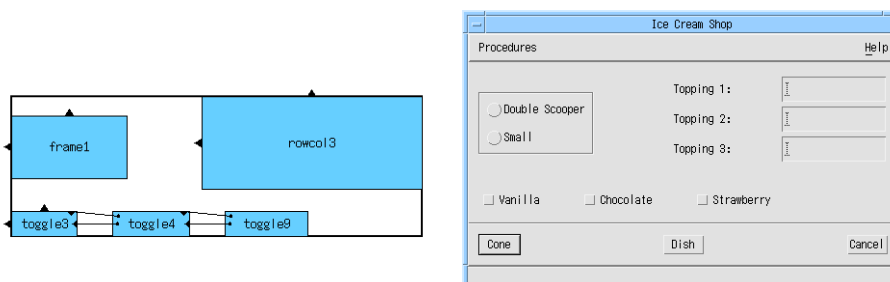 frame1
rowcol3
toggle3
toggle4
toggle9
Ice Cream Shop
Procedures
Help
Double Scooper
Small
Topping 1:
Topping 2:
Topping 3:
Vanilla
Chocolate
Strawberry
Cone
Dish
Cancel